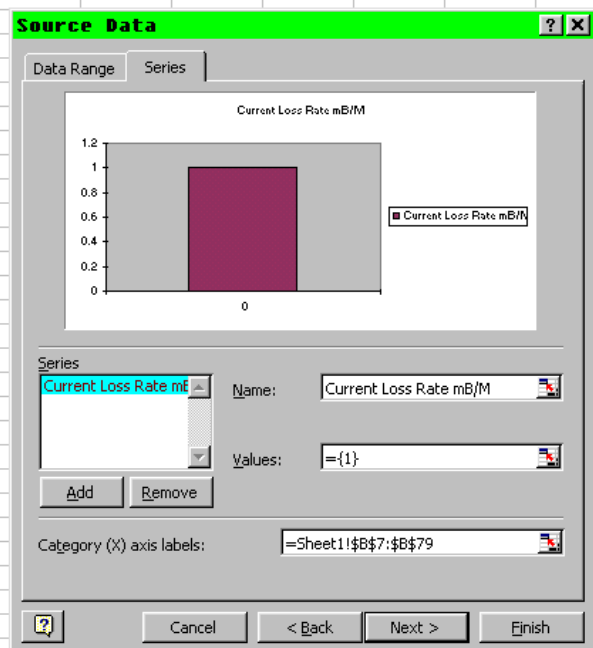 Source Data
? X
Data Range Series
Current Loss Rate mB/M
1.2
1
0.8
0.6
0.4
0.2
0
0
Current Loss Rate mB/M
Series
Current Loss Rate mB
Name: Current Loss Rate mB/M
Values: ={1}
Add Remove
Category (X) axis labels: =Sheet1!$B$7:$B$79
? Cancel < Back Next > Finish